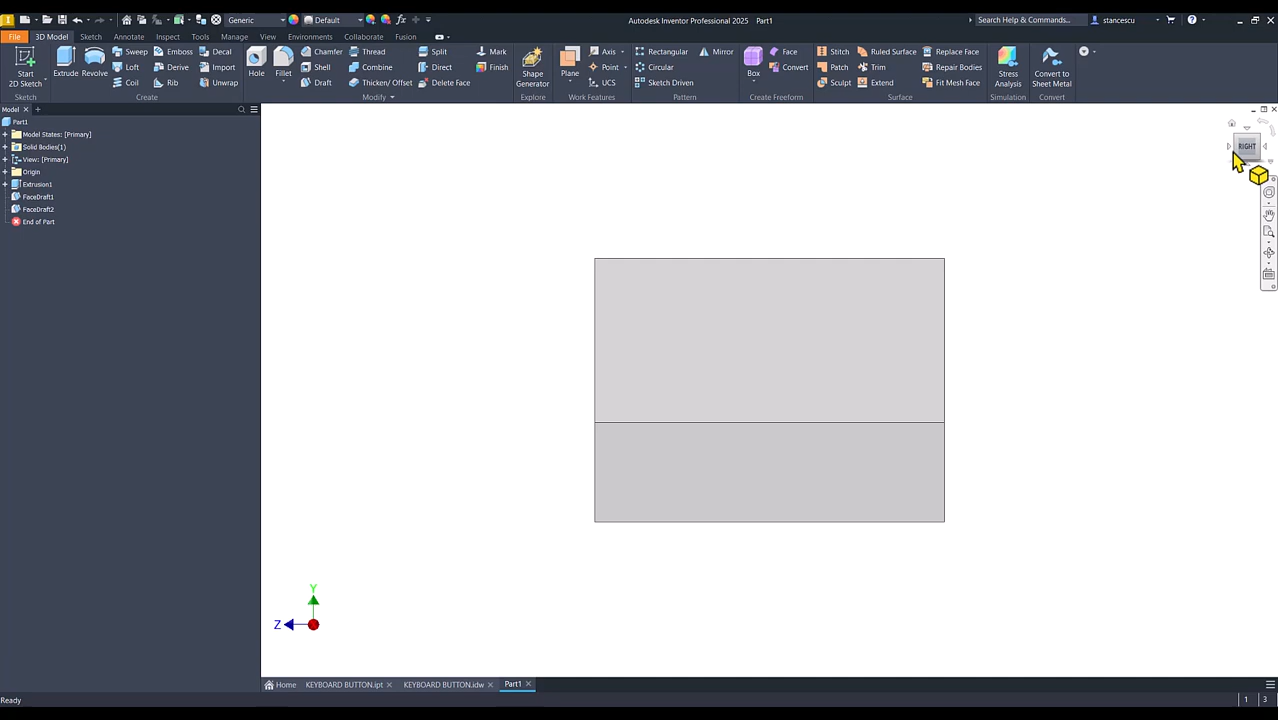 Generic
Default
Autodesk Inventor Professional 2025 Part1
Search Help & Commands...
stancescu
File
3D Model
Sketch
Annotate
Inspect
Tools
Manage
View
Environments
Collaborate
Fusion
Start
2D Sketch
Sketch
Extrude
Revolve
Sweep
Loft
Coil
Emboss
Derive
Rib
Decal
Import
Unwrap
Create
Hole
Fillet
Chamfer
Shell
Draft
Thread
Combine
Thicken/ Offset
Split
Direct
Delete Face
Mark
Finish
Modify
Shape
Generator
Explore
Plane
Axis
Point
UCS
Work Features
Rectangular
Circular
Sketch Driven
Mirror
Pattern
Box
Face
Convert
Create Freeform
Stitch
Patch
Sculpt
Ruled Surface
Trim
Extend
Replace Face
Repair Bodies
Fit Mesh Face
Surface
Stress
Analysis
Simulation
Convert to
Sheet Metal
Convert
Model
Part1
Model States: [Primary]
Solid Bodies(1)
View: [Primary]
Origin
Extrusion1
FaceDraft1
FaceDraft2
End of Part
RIGHT
Y
Z
Home
KEYBOARD BUTTON.ipt
KEYBOARD BUTTON.idw
Part1
Ready
1
3